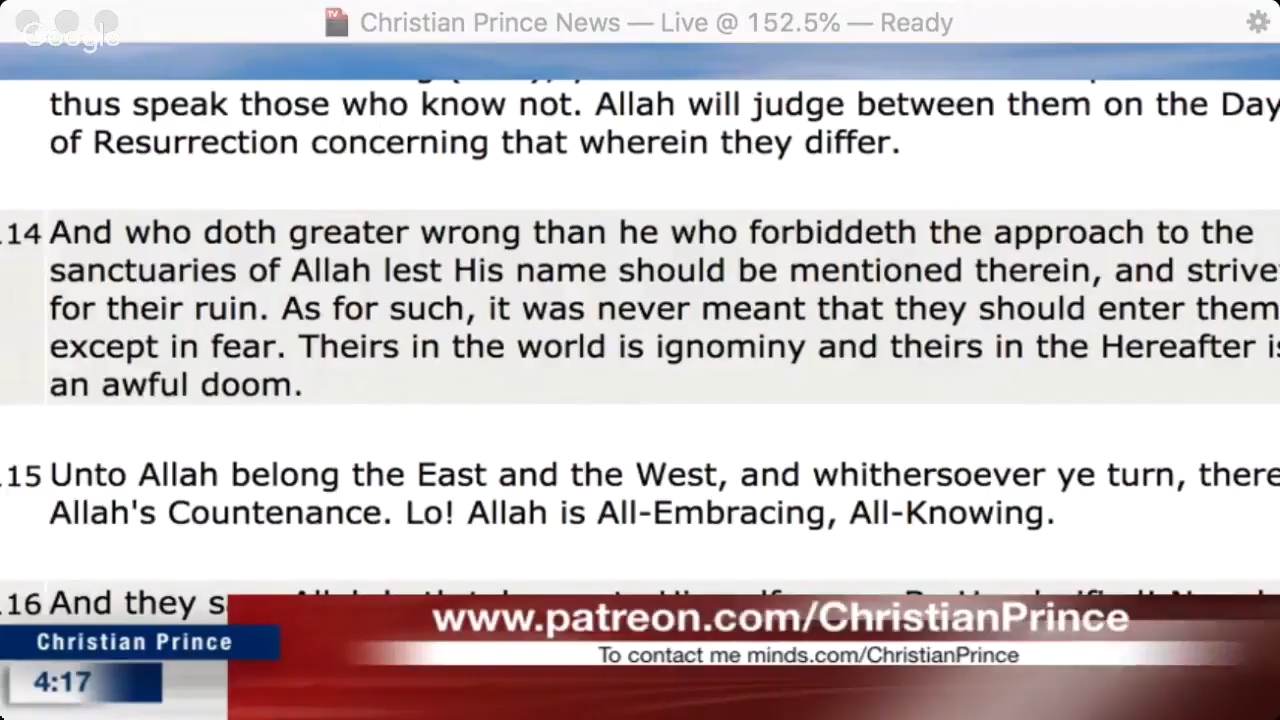 Christian Prince News — Live @ 152.5% — Ready
Google
thus speak those who know not. Allah will judge between them on the Day
of Resurrection concerning that wherein they differ.
14 And who doth greater wrong than he who forbiddeth the approach to the
sanctuaries of Allah lest His name should be mentioned therein, and strive
for their ruin. As for such, it was never meant that they should enter them
except in fear. Theirs in the world is ignominy and theirs in the Hereafter is
an awful doom.
15 Unto Allah belong the East and the West, and whithersoever ye turn, there
Allah's Countenance. Lo! Allah is All-Embracing, All-Knowing.
16 And they
www.patreon.com/ChristianPrince
Christian Prince
To contact me minds.com/ChristianPrince
4:17